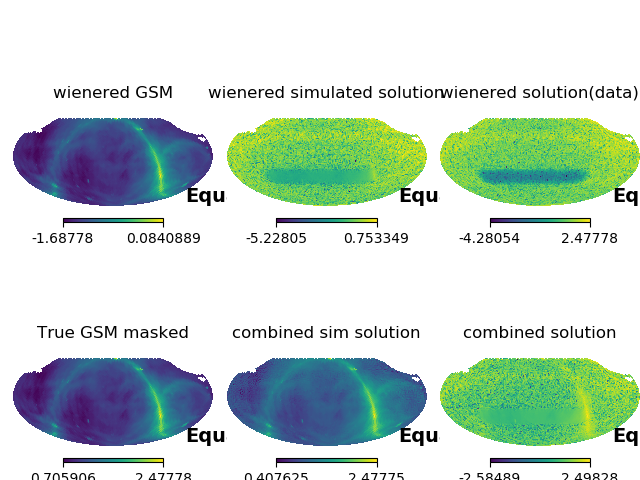 wienered GSM wienered simulated solution wienered solution(data)
Equ Equ Eq
-1.68778 0.0840889 -5.22805 0.753349 -4.28054 2.47778
True GSM masked combined sim solution combined solution
Equ Equ Eq
0.705906 2.47778 0.407625 2.47775 -2.58489 2.49828